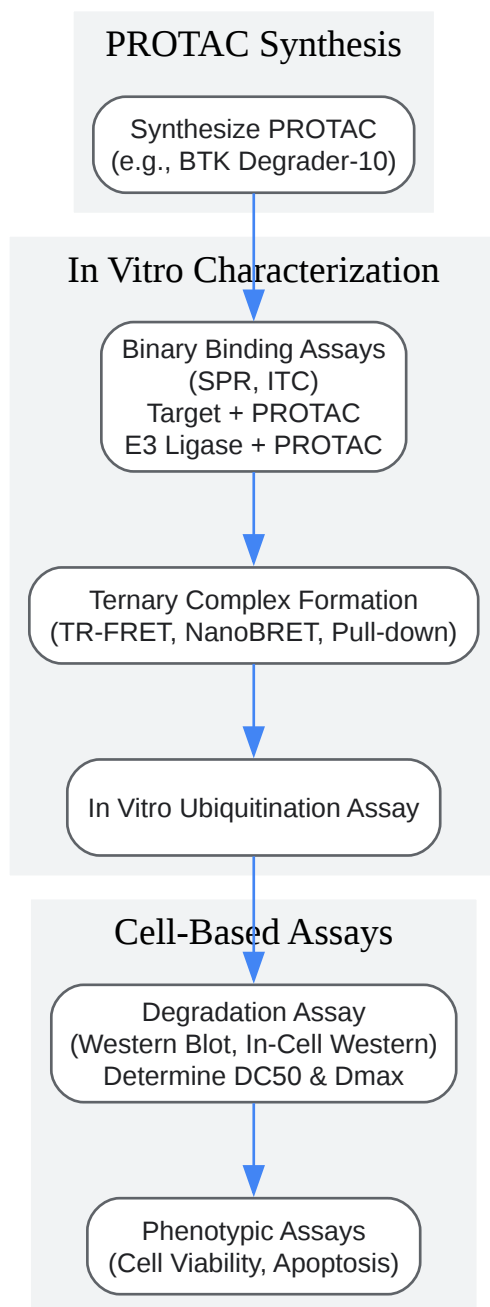 PROTAC Synthesis
Synthesize PROTAC
(e.g., BTK Degrader-10)
In Vitro Characterization
Binary Binding Assays
(SPR, ITC)
Target + PROTAC
E3 Ligase + PROTAC
Ternary Complex Formation
(TR-FRET, NanoBRET, Pull-down)
In Vitro Ubiquitination Assay
Cell-Based Assays
Degradation Assay
(Western Blot, In-Cell Western)
Determine DC50 & Dmax
Phenotypic Assays
(Cell Viability, Apoptosis)